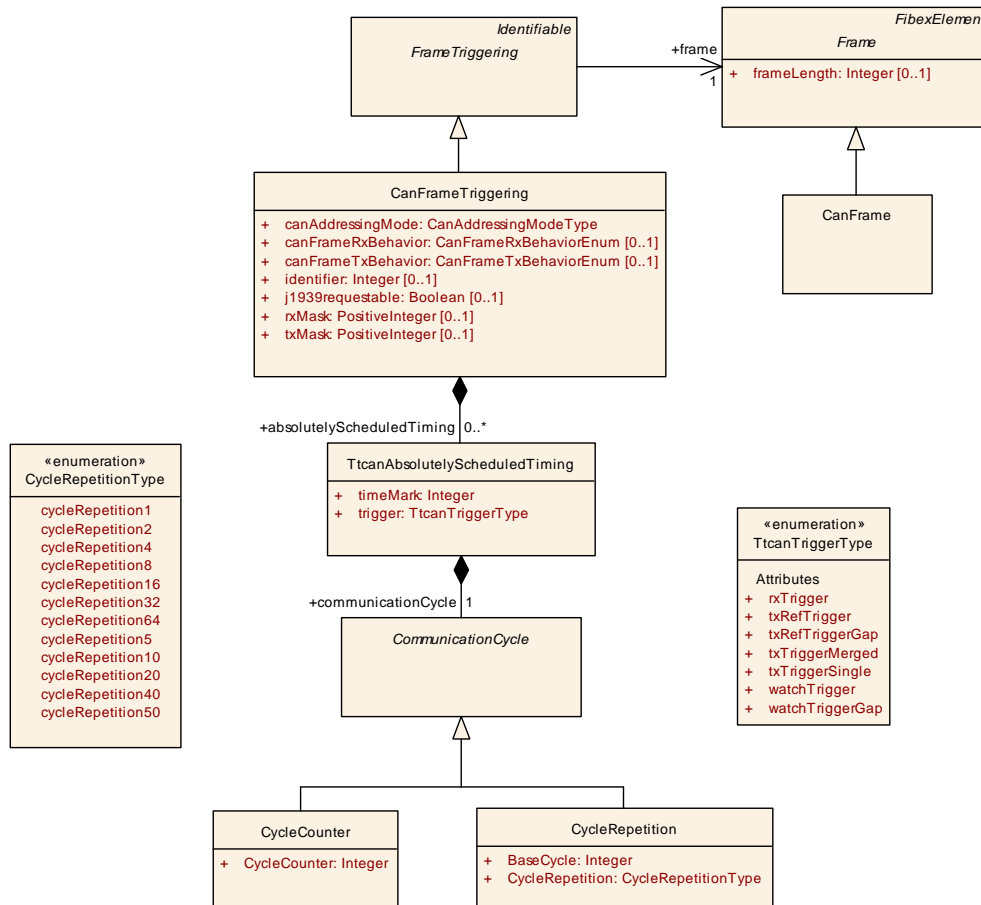 Identifiable
FrameTriggering
+frame
1
FibexElemen
Frame
+ frameLength: Integer [0..1]
CanFrameTriggering
+ canAddressingMode: CanAddressingModeType
+ canFrameRxBehavior: CanFrameRxBehaviorEnum [0..1]
+ canFrameTxBehavior: CanFrameTxBehaviorEnum [0..1]
+ identifier: Integer [0..1]
+ j1939requestable: Boolean [0..1]
+ rxMask: PositiveInteger [0..1]
+ txMask: PositiveInteger [0..1]
CanFrame
+absolutelyScheduledTiming 0..*
«enumeration»
CycleRepetitionType
cycleRepetition1
cycleRepetition2
cycleRepetition4
cycleRepetition8
cycleRepetition16
cycleRepetition32
cycleRepetition64
cycleRepetition5
cycleRepetition10
cycleRepetition20
cycleRepetition40
cycleRepetition50
TtcanAbsolutelyScheduledTiming
+ timeMark: Integer
+ trigger: TtcanTriggerType
+communicationCycle 1
CommunicationCycle
«enumeration»
TtcanTriggerType
Attributes
+ rxTrigger
+ txRefTrigger
+ txRefTriggerGap
+ txTriggerMerged
+ txTriggerSingle
+ watchTrigger
+ watchTriggerGap
CycleCounter
+ CycleCounter: Integer
CycleRepetition
+ BaseCycle: Integer
+ CycleRepetition: CycleRepetitionType